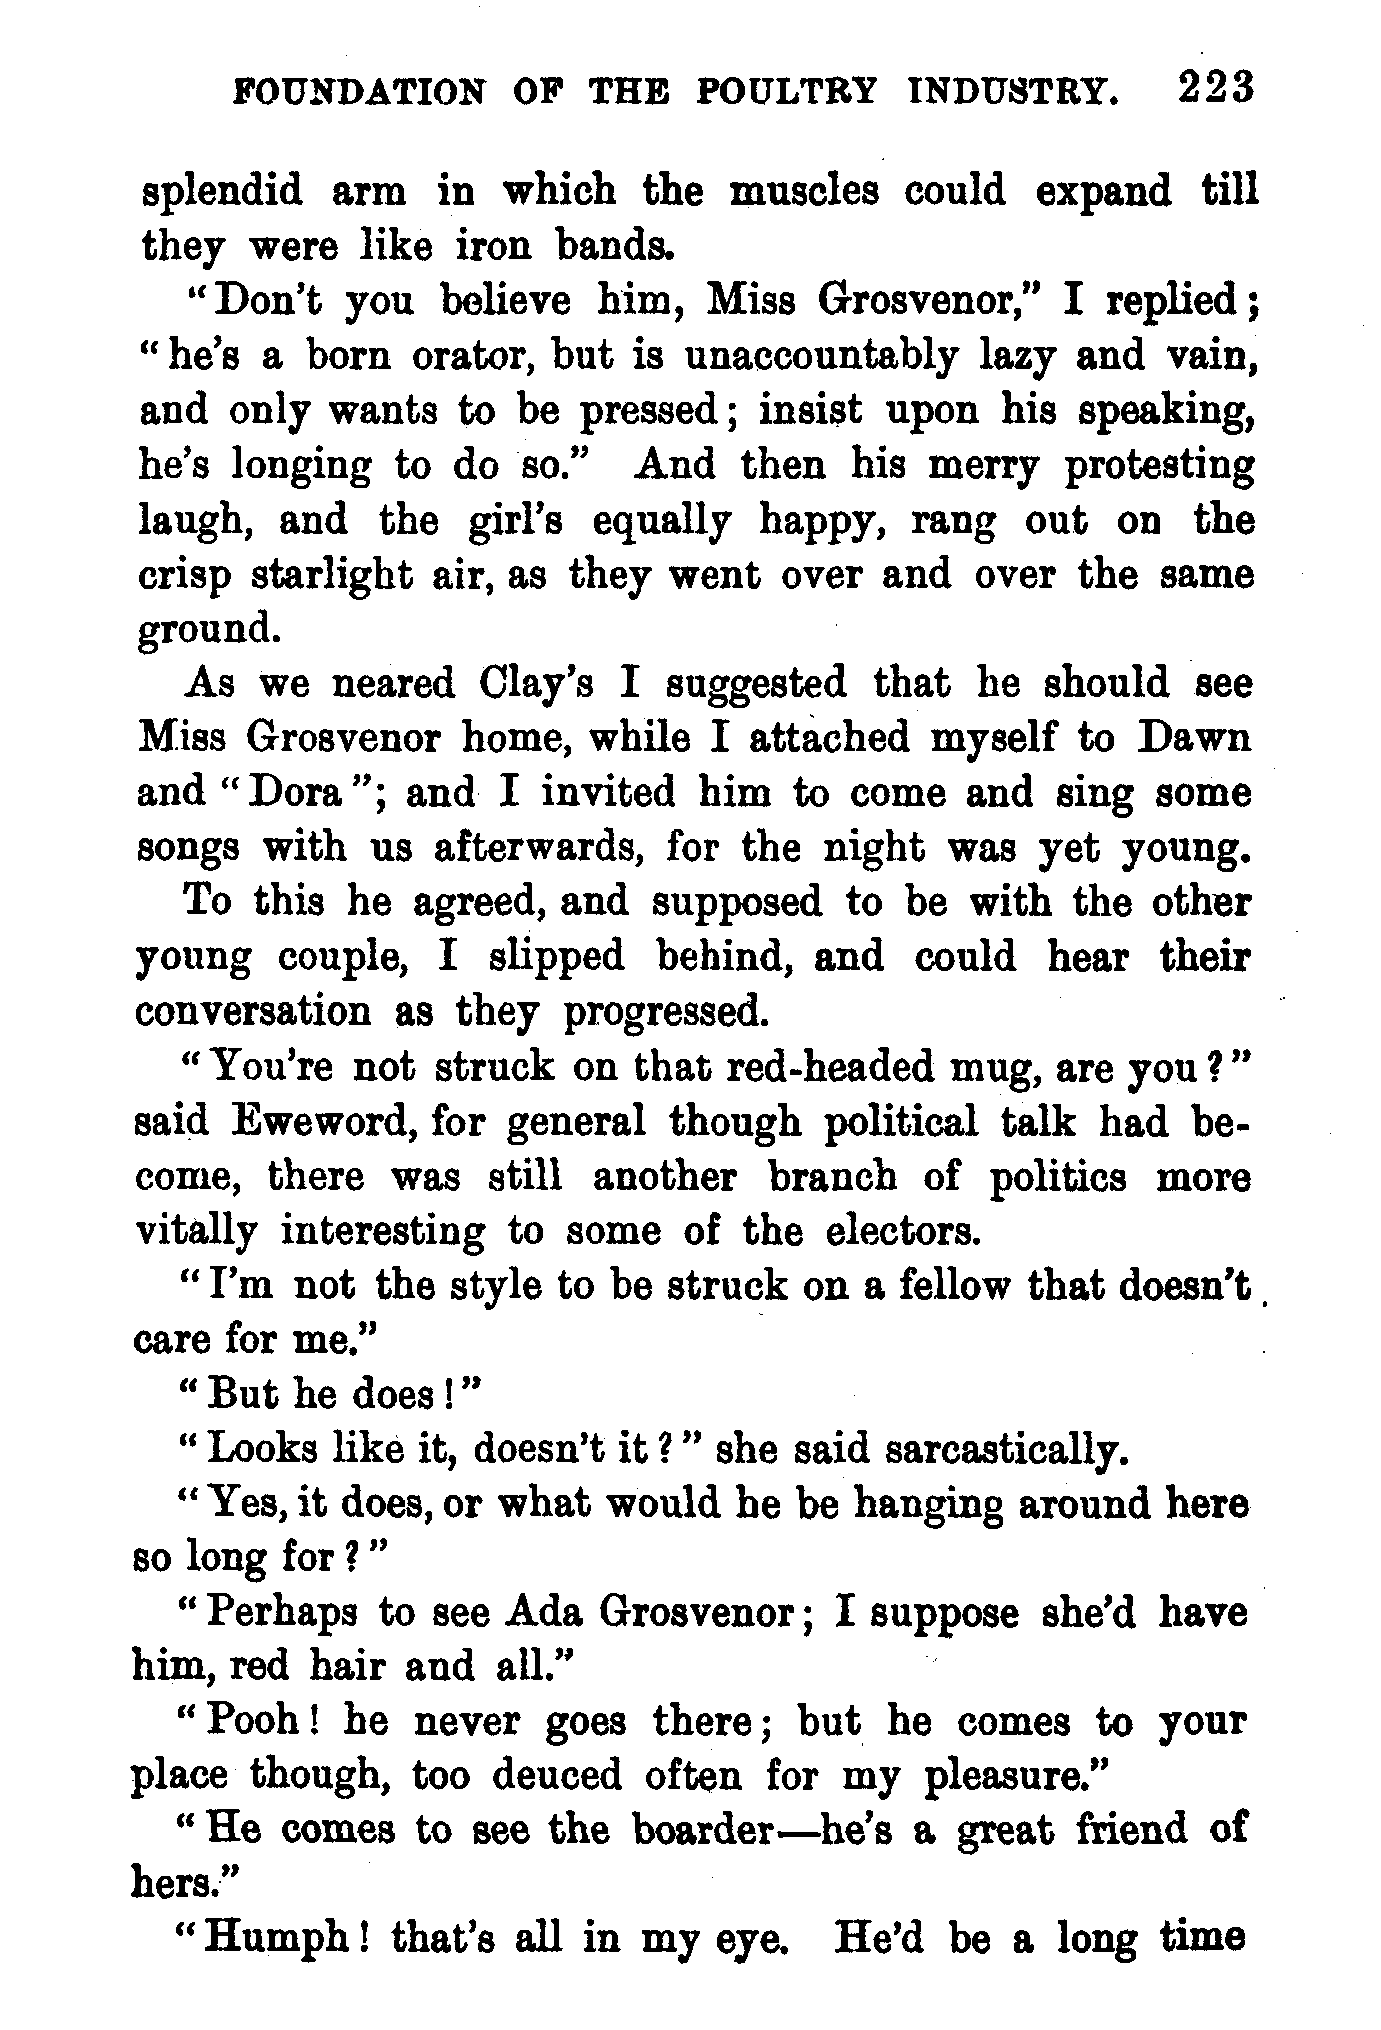 FOUNDATION OF THE POULTRY INDUSTRY. 223
splendid arm in which the muscles could expand till
they were like iron bands.
"Don't you believe him, Miss Grosvenor," I replied;
"he's a born orator, but is unaccountably lazy and vain,
and only wants to be pressed; insist upon his speaking,
he's longing to do so." And then his merry protesting
laugh, and the girl's equally happy, rang out on the
crisp starlight air, as they went over and over the same
ground.
As we neared Clay's I suggested that he should see
Miss Grosvenor home, while I attached myself to Dawn
and "Dora"; and I invited him to come and sing some
songs with us afterwards, for the night was yet young.
To this he agreed, and supposed to be with the other
young couple, I slipped behind, and could hear their
conversation as they progressed.
"You're not struck on that red-headed mug, are you?"
said Eweword, for general though political talk had be-
come, there was still another branch of politics more
vitally interesting to some of the electors.
"I'm not the style to be struck on a fellow that doesn't
care for me."
"But he does!"
"Looks like it, doesn't it?" she said sarcastically.
"Yes, it does, or what would he be hanging around here
so long for?"
"Perhaps to see Ada Grosvenor; I suppose she'd have
him, red hair and all."
"Pooh! he never goes there; but he comes to your
place though, too deuced often for my pleasure."
"He comes to see the boarder—he's a great friend of
hers."
"Humph! that's all in my eye. He'd be a long time